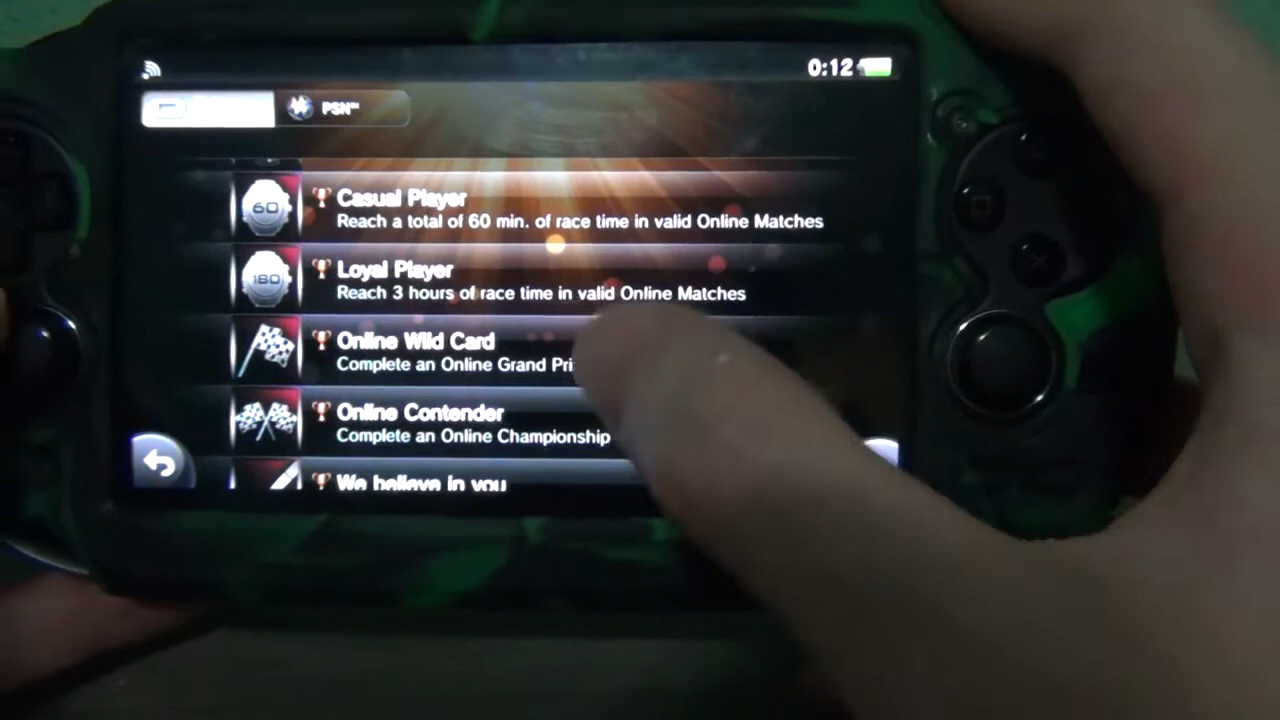 0:12
PSN™
60
Casual Player
Reach a total of 60 min. of race time in valid Online Matches
180
Loyal Player
Reach 3 hours of race time in valid Online Matches
Online Wild Card
Complete an Online Grand Pri
Online Contender
Complete an Online Championship
We believe in you